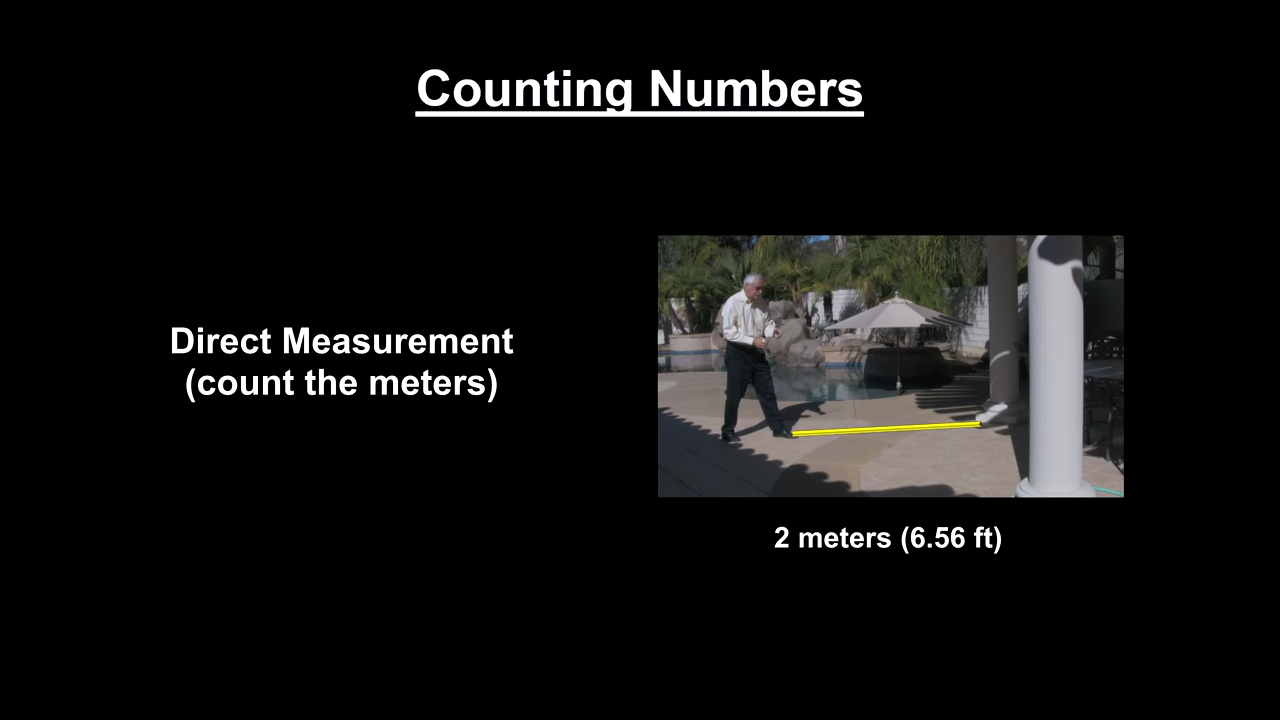 Counting Numbers
Direct Measurement
(count the meters)
2 meters (6.56 ft)